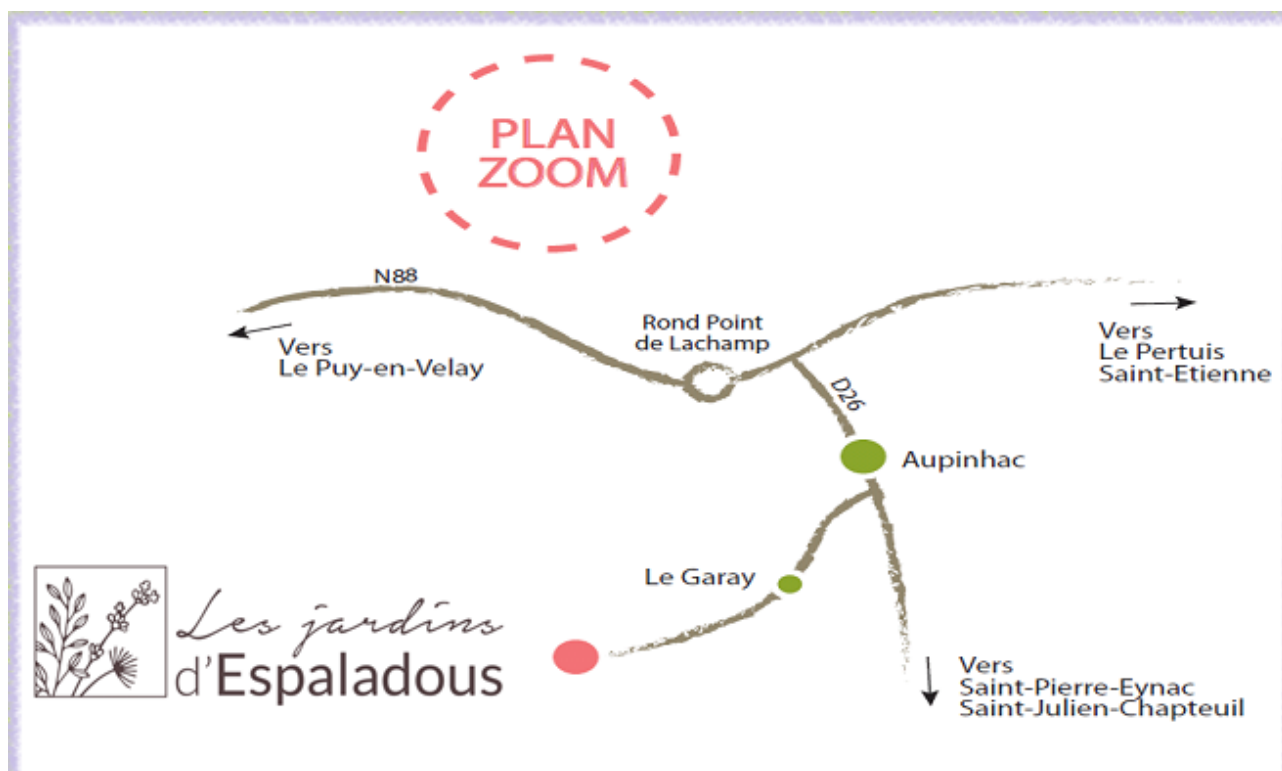 PLAN
ZOOM
N88
Rond Point
de Lachamp
Vers
Le Puy-en-Velay
Vers
Le Pertuis
Saint-Etienne
D26
Aupinhac
Le Garay
Les jardins
d'Espaladous
Vers
Saint-Pierre-Eynac
Saint-Julien-Chapteuil